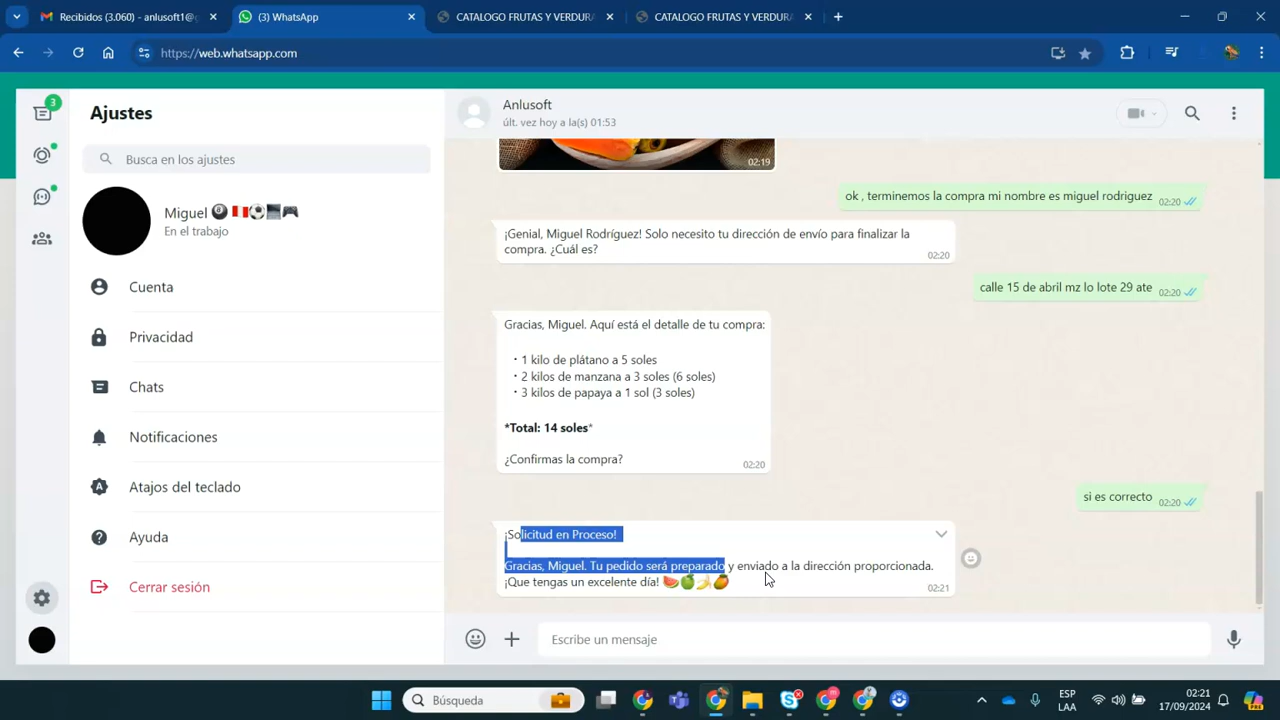 Recibidos (3.060) - anlusoft1@g
(3) WhatsApp
CATALOGO FRUTAS Y VERDURA
CATALOGO FRUTAS Y VERDURA
https://web.whatsapp.com
3
Ajustes
Busca en los ajustes
Miguel
En el trabajo
Cuenta
Privacidad
Chats
Notificaciones
Atajos del teclado
Ayuda
Cerrar sesión
Anlusoft
últ. vez hoy a la(s) 01:53
02:19
ok , terminemos la compra mi nombre es miguel rodriguez 02:20
¡Genial, Miguel Rodríguez! Solo necesito tu dirección de envío para finalizar la
compra. ¿Cuál es?
02:20
calle 15 de abril mz lo lote 29 ate 02:20
Gracias, Miguel. Aquí está el detalle de tu compra:
• 1 kilo de plátano a 5 soles
• 2 kilos de manzana a 3 soles (6 soles)
• 3 kilos de papaya a 1 sol (3 soles)
*Total: 14 soles*
¿Confirmas la compra?
02:20
si es correcto 02:20
¡Solicitud en Proceso!
Gracias, Miguel. Tu pedido será preparado y enviado a la dirección proporcionada.
¡Que tengas un excelente día! 🍉🍏🍌🥭
02:21
Escribe un mensaje
Búsqueda
ESP
LAA
02:21
17/09/2024